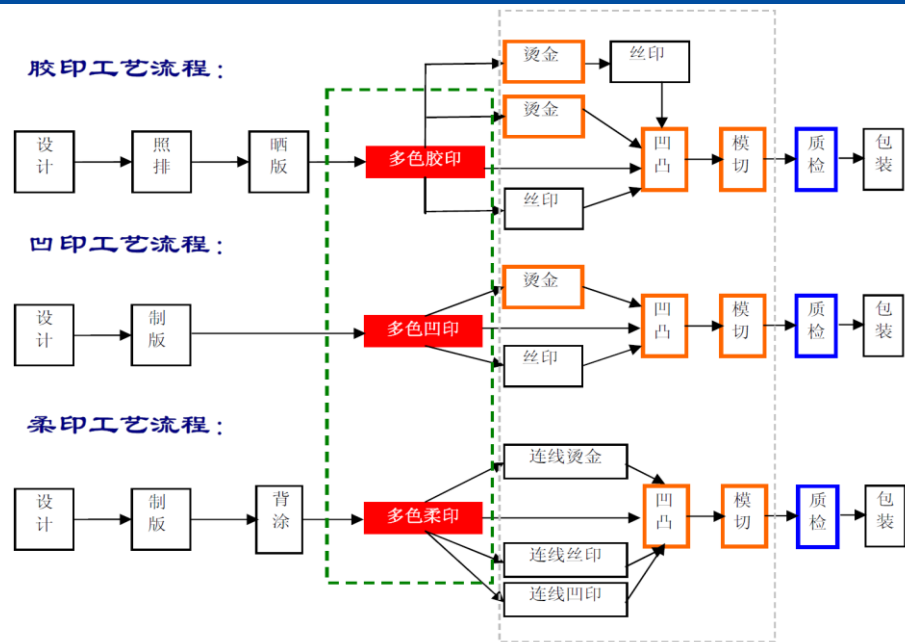 胶印工艺流程：
烫金
丝印
烫金
设计
照排
晒版
多色胶印
凹凸
模切
质检
包装
丝印
凹印工艺流程：
烫金
设计
制版
多色凹印
凹凸
模切
质检
包装
丝印
柔印工艺流程：
连线烫金
设计
制版
背涂
多色柔印
凹凸
模切
质检
包装
连线丝印
连线凹印